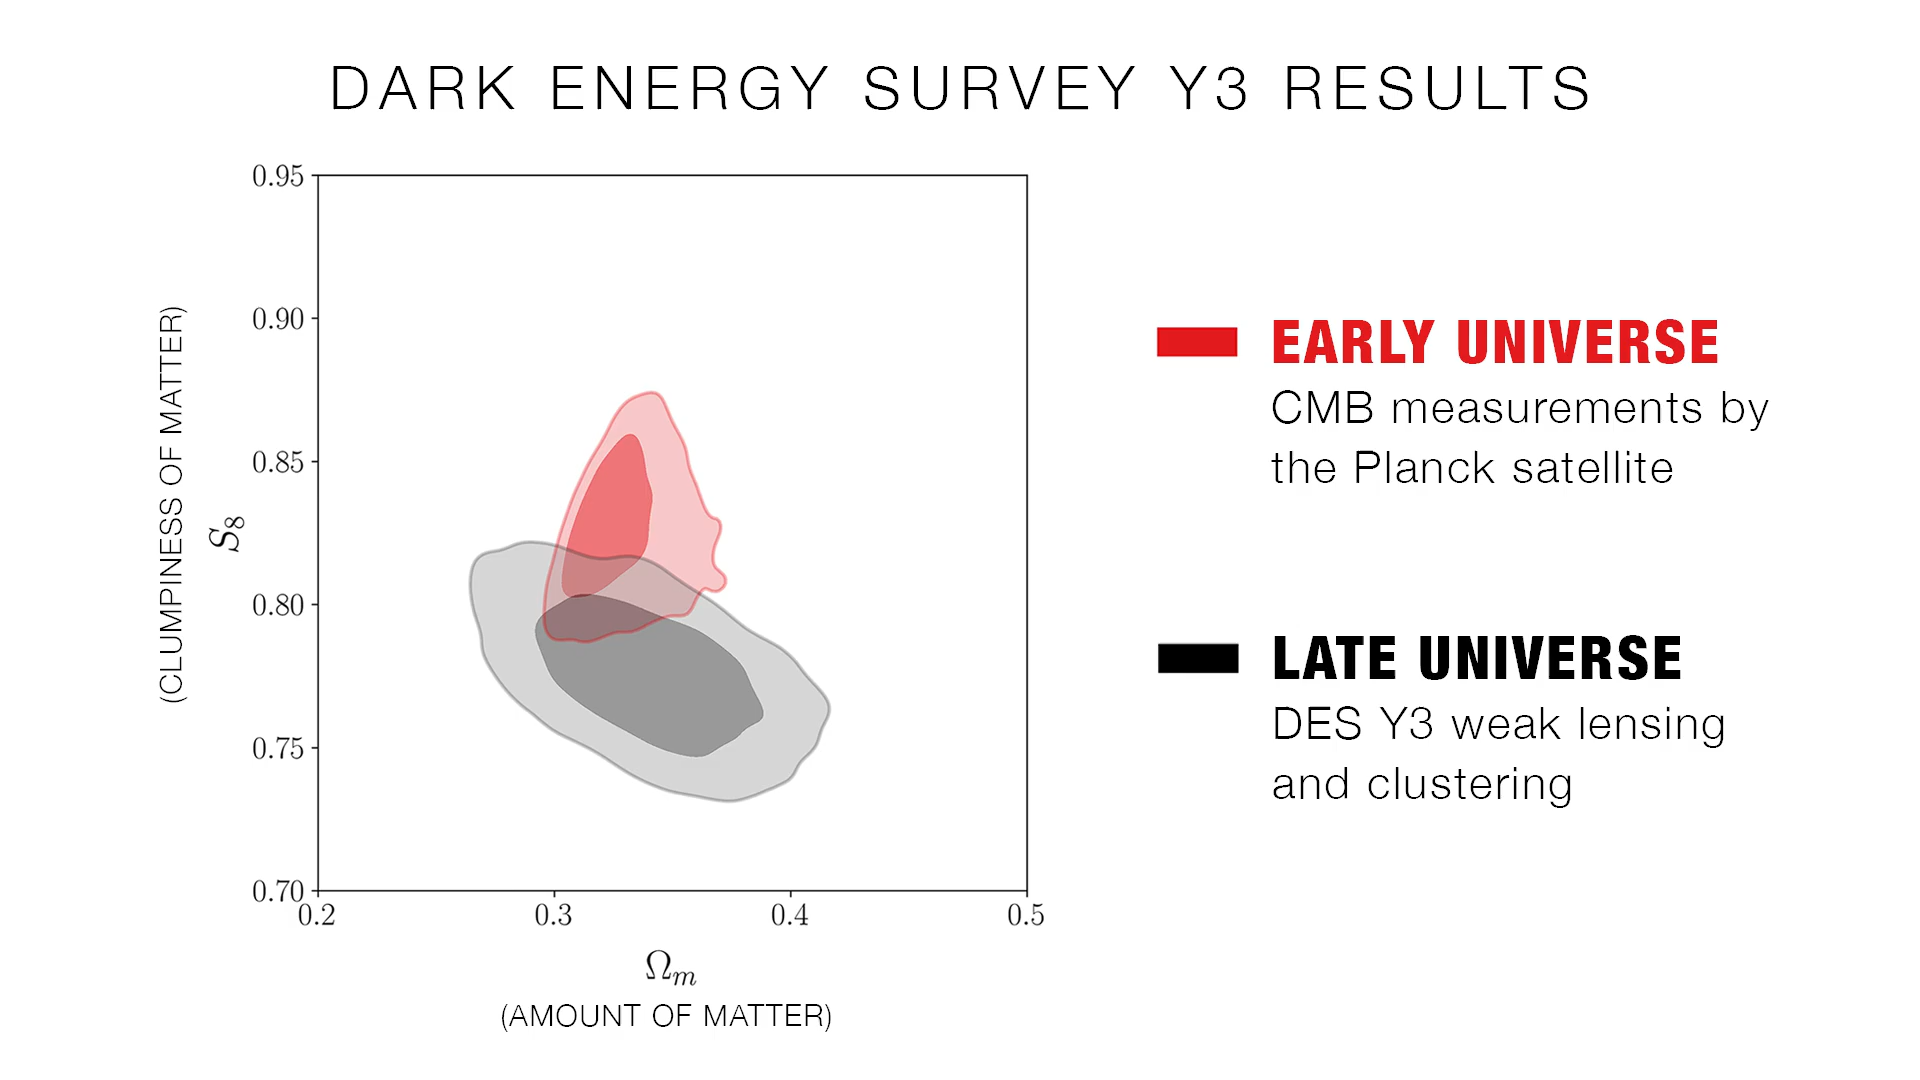 DARK ENERGY SURVEY Y3 RESULTS
0.95
0.90
0.85
0.80
0.75
0.70
(CLUMPINESS OF MATTER)
S₈
0.2 0.3 0.4 0.5
Ωₘ
(AMOUNT OF MATTER)
EARLY UNIVERSE
CMB measurements by
the Planck satellite
LATE UNIVERSE
DES Y3 weak lensing
and clustering